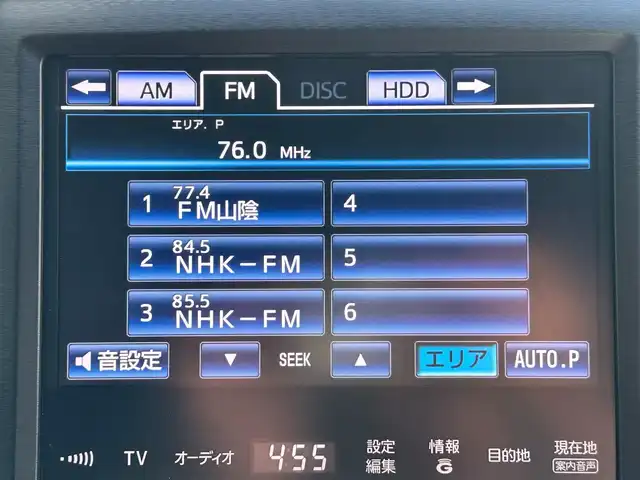 AM FM DISC HDD
エリア. P
76.0 MHz
1 77.4 FM山陰
4
2 84.5 NHK-FM
5
3 85.5 NHK-FM
6
音設定 ▼ SEEK ▲ エリア AUTO.P
TV オーディオ 4:55 設定編集 情報G 目的地 現在地
案内音声